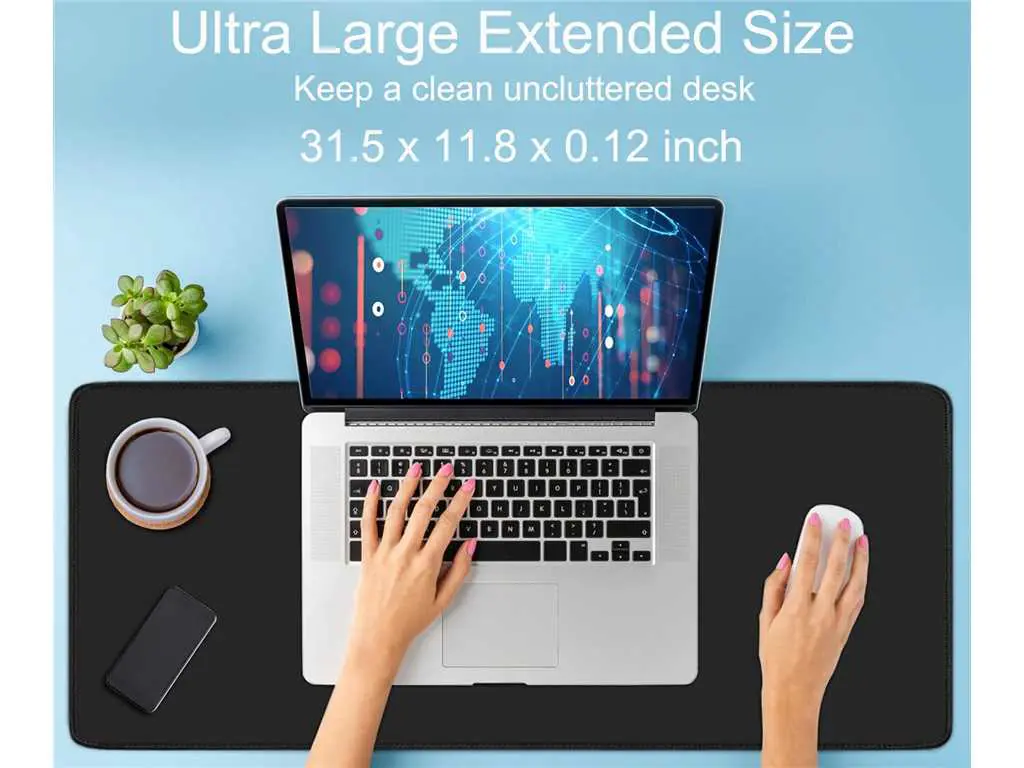 Ultra Large Extended Size
Keep a clean uncluttered desk
31.5 x 11.8 x 0.12 inch